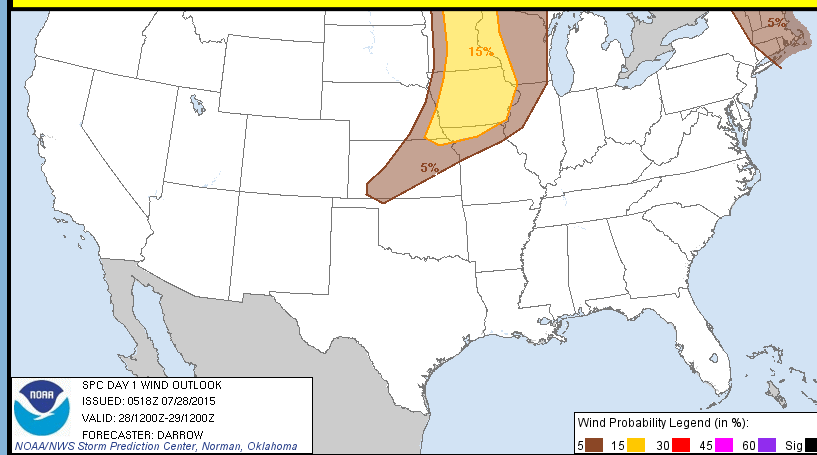 15%
5%
5%
NOAA
SPC DAY 1 WIND OUTLOOK
ISSUED: 0518Z 07/28/2015
VALID: 28/1200Z-29/1200Z
FORECASTER: DARROW
NOAA/NWS Storm Prediction Center, Norman, Oklahoma
Wind Probability Legend (in %):
5 15 30 45 60 Sig